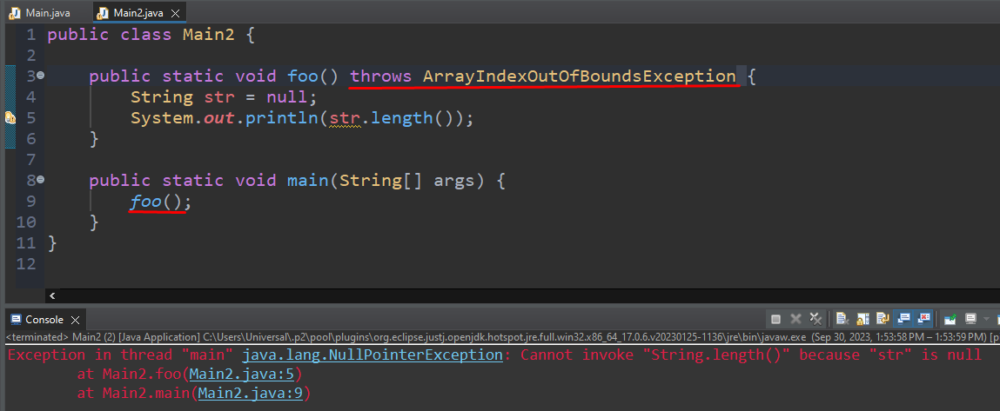 Main.java Main2.java
1 public class Main2 {
2
3 public static void foo() throws ArrayIndexOutOfBoundsException {
4 String str = null;
5 System.out.println(str.length());
6 }
7
8 public static void main(String[] args) {
9 foo();
10 }
11 }
12
Console
<terminated> Main2 (2) [Java Application] C:\Users\Universal\.p2\pool\plugins\org.eclipse.justj.openjdk.hotspot.jre.full.win32.x86_64_17.0.6.v20230125-1136\jre\bin\javaw.exe (Sep 30, 2023, 1:53:58 PM – 1:53:59 PM) [p
Exception in thread "main" java.lang.NullPointerException: Cannot invoke "String.length()" because "str" is null
at Main2.foo(Main2.java:5)
at Main2.main(Main2.java:9)